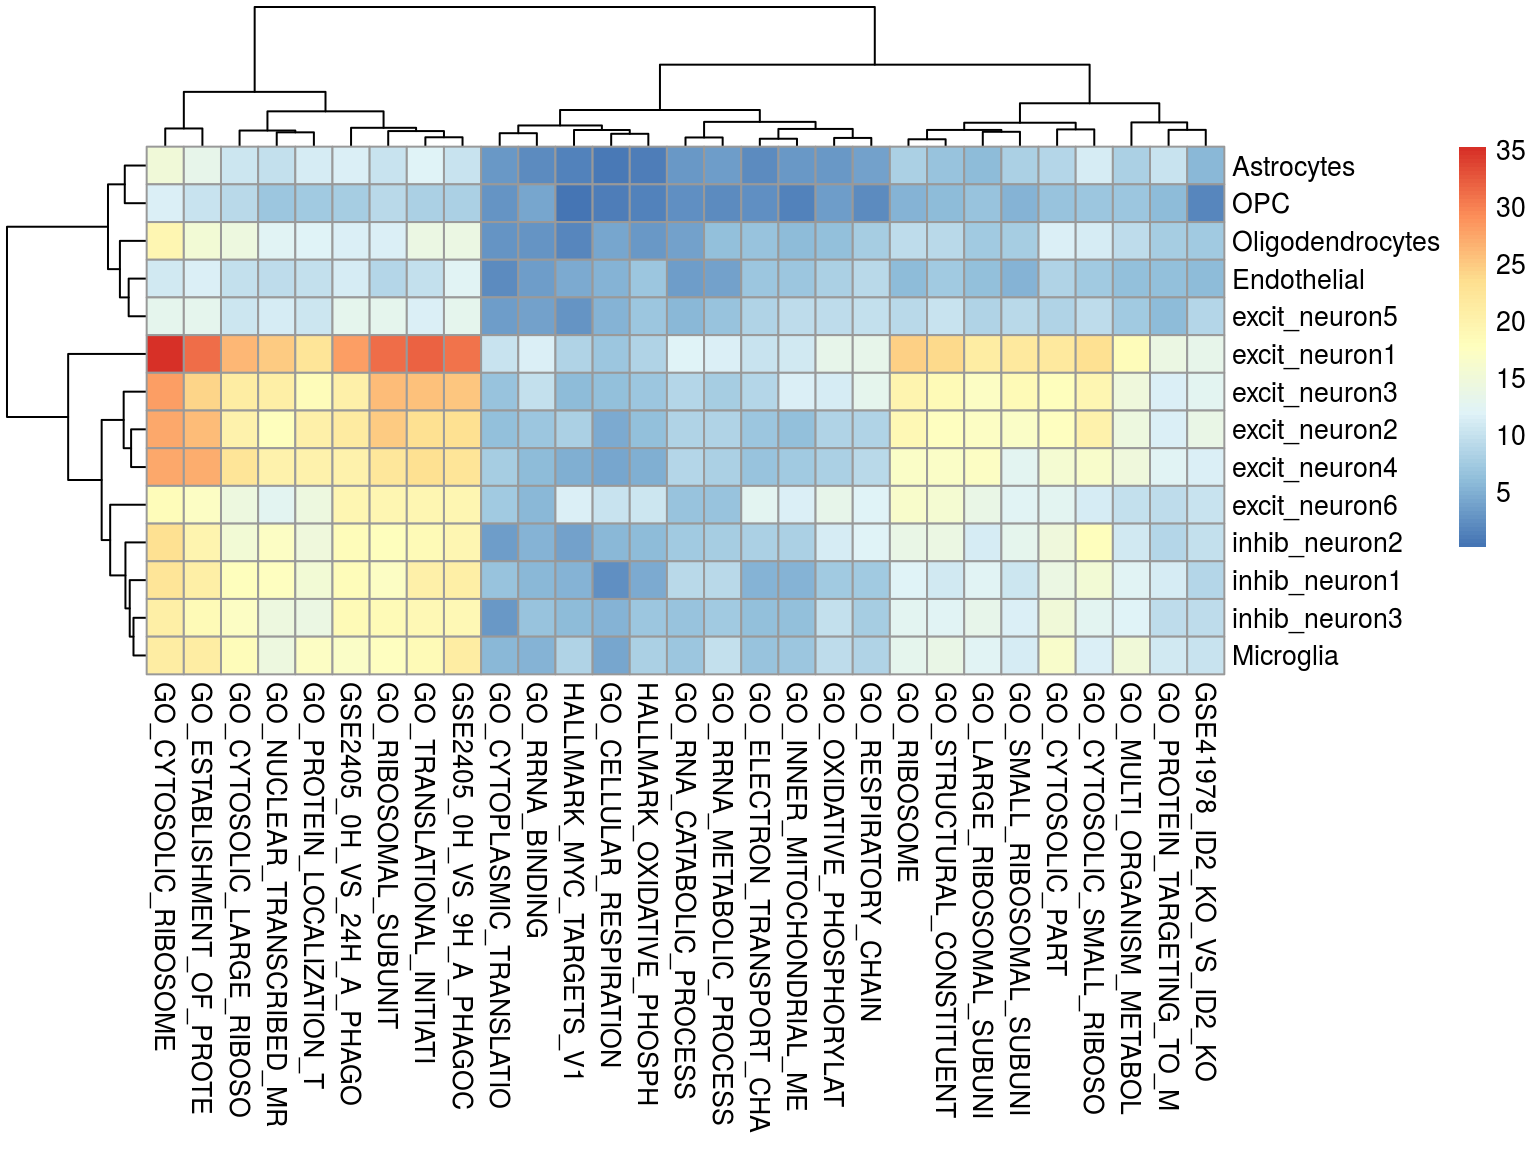 Astrocytes
OPC
Oligodendrocytes
Endothelial
excit_neuron5
excit_neuron1
excit_neuron3
excit_neuron2
excit_neuron4
excit_neuron6
inhib_neuron2
inhib_neuron1
inhib_neuron3
Microglia
35
30
25
20
15
10
5
GO_CYTOSOLIC_RIBOSOME
GO_ESTABLISHMENT_OF_PROTE
GO_CYTOSOLIC_LARGE_RIBOSO
GO_NUCLEAR_TRANSCRIBED_MR
GO_PROTEIN_LOCALIZATION_T
GSE2405_0H_VS_24H_A_PHAGO
GO_RIBOSOMAL_SUBUNIT
GO_TRANSLATIONAL_INITIATI
GSE2405_0H_VS_9H_A_PHAGOC
GO_CYTOPLASMIC_TRANSLATIO
GO_RRNA_BINDING
HALLMARK_MYC_TARGETS_V1
GO_CELLULAR_RESPIRATION
HALLMARK_OXIDATIVE_PHOSPH
GO_RNA_CATABOLIC_PROCESS
GO_RRNA_METABOLIC_PROCESS
GO_ELECTRON_TRANSPORT_CHA
GO_INNER_MITOCHONDRIAL_ME
GO_OXIDATIVE_PHOSPHORYLAT
GO_RESPIRATORY_CHAIN
GO_RIBOSOME
GO_STRUCTURAL_CONSTITUENT
GO_LARGE_RIBOSOMAL_SUBUNI
GO_SMALL_RIBOSOMAL_SUBUNI
GO_CYTOSOLIC_PART
GO_CYTOSOLIC_SMALL_RIBOSO
GO_MULTI_ORGANISM_METABOL
GO_PROTEIN_TARGETING_TO_M
GSE41978_ID2_KO_VS_ID2_KO